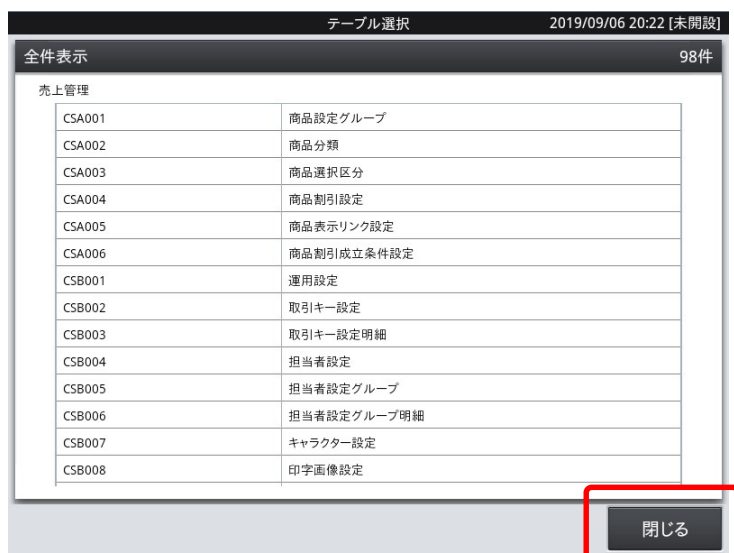 テーブル選択 2019/09/06 20:22 [未開設]
全件表示 98件
売上管理
CSA001 商品設定グループ
CSA002 商品分類
CSA003 商品選択区分
CSA004 商品割引設定
CSA005 商品表示リンク設定
CSA006 商品割引成立条件設定
CSB001 運用設定
CSB002 取引キー設定
CSB003 取引キー設定明細
CSB004 担当者設定
CSB005 担当者設定グループ
CSB006 担当者設定グループ明細
CSB007 キャラクター設定
CSB008 印字画像設定
閉じる